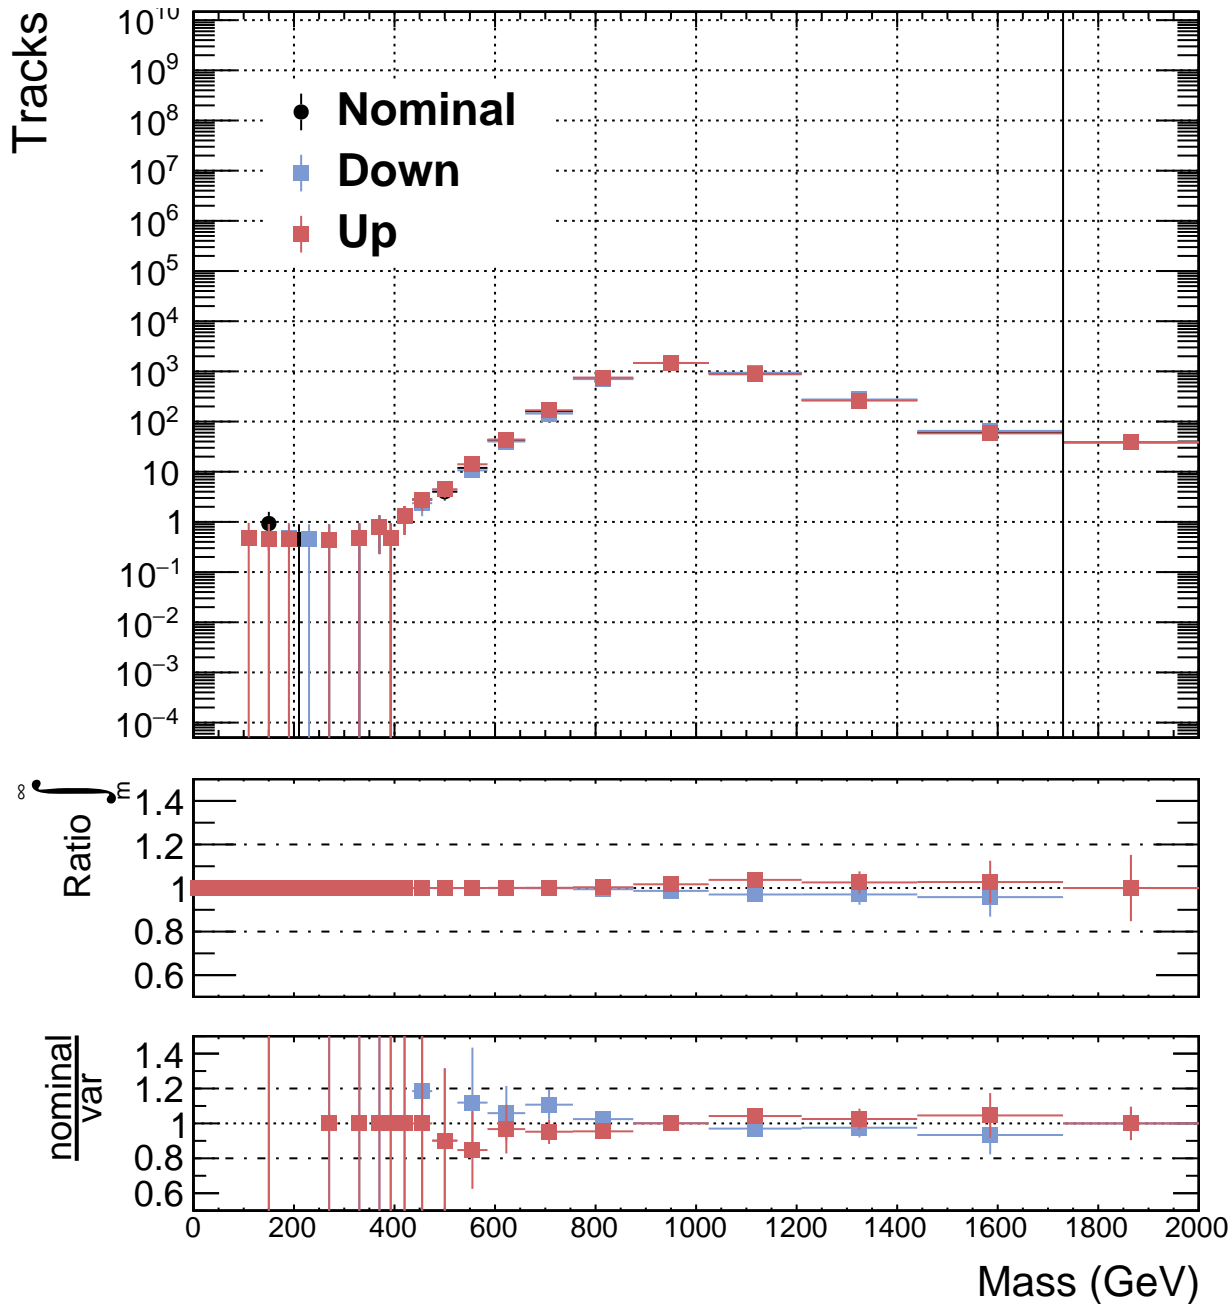 Tracks
10^10
10^9
10^8
10^7
10^6
10^5
10^4
10^3
10^2
10
1
10^−1
10^−2
10^−3
10^−4
Nominal
Down
Up
Ratio ∫ m ∞
1.4
1.2
1
0.8
0.6
nominal
var
1.4
1.2
1
0.8
0.6
0 200 400 600 800 1000 1200 1400 1600 1800 2000
Mass (GeV)